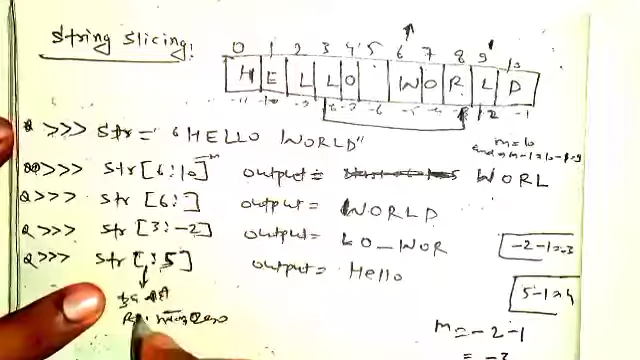 String Slicing:
0 1 2 3 4 5 6 7 8 9 10
H E L L O W O R L D
-11 -10 -9 -8 -7 -6 -5 -4 -3 -2 -1
>>> str = "HELLO WORLD"
m=10
>>> str[6:10] output = WORL
>>> str [6:] output = WORLD
>>> str [3:-2] output = LO_WOR
-2-1=-3
>>> str [:5] output = Hello
5-1=4
m = -2-1
= -3